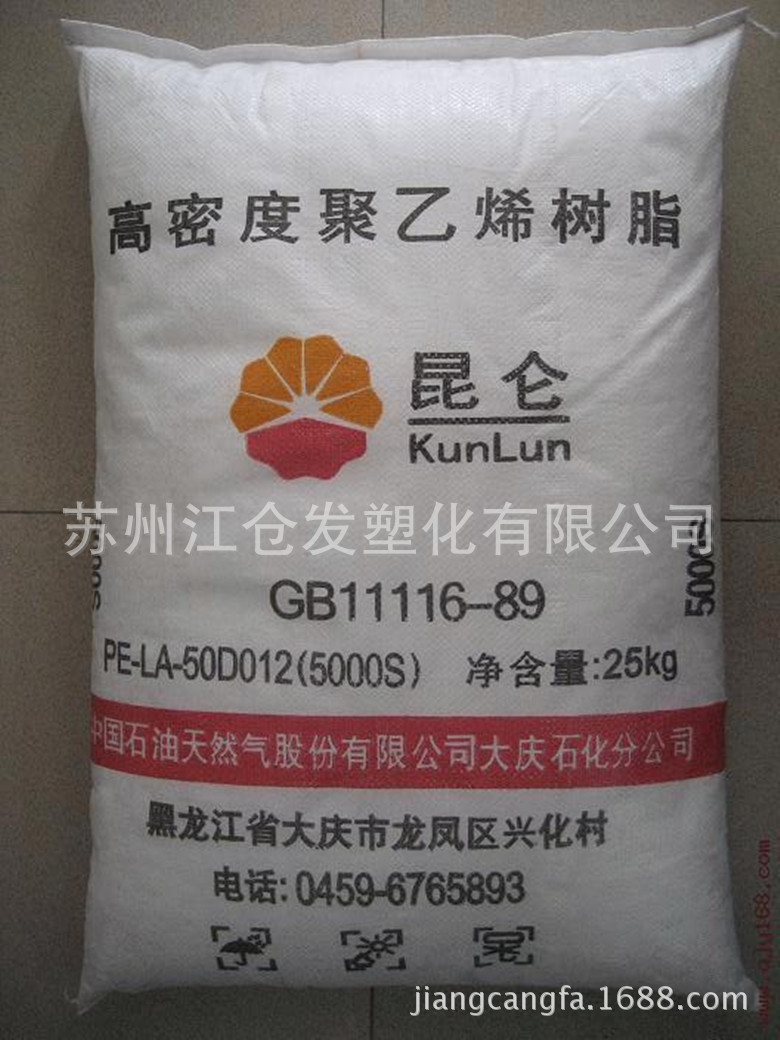 高密度聚乙烯树脂
昆仑
KunLun
苏州江仓发塑化有限公司
5000S
GB11116-89
PE-LA-50D012(5000S) 净含量:25kg
中国石油天然气股份有限公司大庆石化分公司
黑龙江省大庆市龙凤区兴化村
电话:0459-6765893
jiangcangfa.1688.com